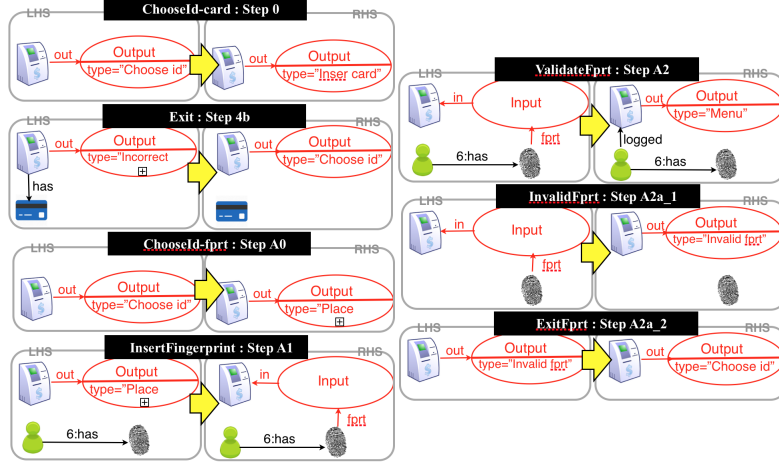 ChooseId-card : Step 0
LHS
RHS
out
Output
type="Choose id"
out
Output
type="Inser card"
Exit : Step 4b
LHS
RHS
out
Output
type="Incorrect
has
out
Output
type="Choose id"
ChooseId-fprt : Step A0
LHS
RHS
out
Output
type="Choose id"
out
Output
type="Place
InsertFingerprint : Step A1
LHS
RHS
out
Output
type="Place
6:has
in
Input
fprt
6:has
ValidateFprt : Step A2
LHS
RHS
in
Input
fprt
6:has
out
Output
type="Menu"
logged
6:has
InvalidFprt : Step A2a_1
LHS
RHS
in
Input
fprt
out
Output
type="Invalid fprt"
ExitFprt : Step A2a_2
LHS
RHS
out
Output
type="Invalid fprt"
out
Output
type="Choose id"